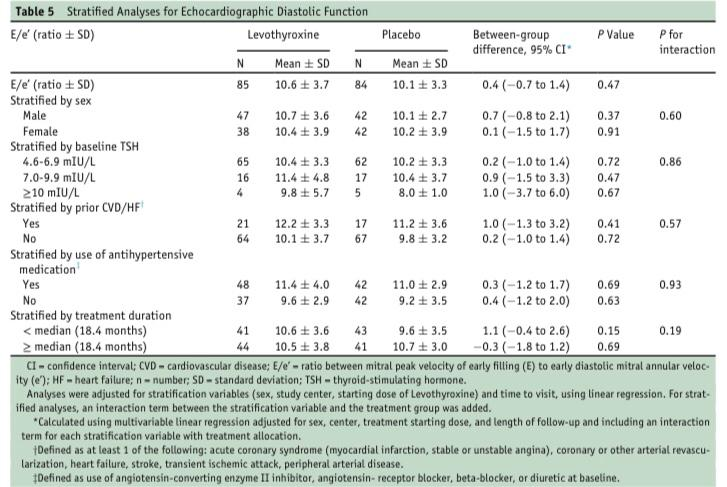 Table 5 Stratified Analyses for Echocardiographic Diastolic Function
E/e′ (ratio ± SD) Levothyroxine Placebo Between-group difference, 95% CI* P Value P for interaction
N Mean ± SD N Mean ± SD
E/e′ (ratio ± SD) 85 10.6 ± 3.7 84 10.1 ± 3.3 0.4 (−0.7 to 1.4) 0.47
Stratified by sex
Male 47 10.7 ± 3.6 42 10.1 ± 2.7 0.7 (−0.8 to 2.1) 0.37 0.60
Female 38 10.4 ± 3.9 42 10.2 ± 3.9 0.1 (−1.5 to 1.7) 0.91
Stratified by baseline TSH
4.6-6.9 mIU/L 65 10.4 ± 3.3 62 10.2 ± 3.3 0.2 (−1.0 to 1.4) 0.72 0.86
7.0-9.9 mIU/L 16 11.4 ± 4.8 17 10.4 ± 3.7 0.9 (−1.5 to 3.3) 0.47
≥10 mIU/L 4 9.8 ± 5.7 5 8.0 ± 1.0 1.0 (−3.7 to 6.0) 0.67
Stratified by prior CVD/HF†
Yes 21 12.2 ± 3.3 17 11.2 ± 3.6 1.0 (−1.3 to 3.2) 0.41 0.57
No 64 10.1 ± 3.7 67 9.8 ± 3.2 0.2 (−1.0 to 1.4) 0.72
Stratified by use of antihypertensive
medication‡
Yes 48 11.4 ± 4.0 42 11.0 ± 2.9 0.3 (−1.2 to 1.7) 0.69 0.93
No 37 9.6 ± 2.9 42 9.2 ± 3.5 0.4 (−1.2 to 2.0) 0.63
Stratified by treatment duration
< median (18.4 months) 41 10.6 ± 3.6 43 9.6 ± 3.5 1.1 (−0.4 to 2.6) 0.15 0.19
≥ median (18.4 months) 44 10.5 ± 3.8 41 10.7 ± 3.0 −0.3 (−1.8 to 1.2) 0.69
CI = confidence interval; CVD = cardiovascular disease; E/e′ = ratio between mitral peak velocity of early filling (E) to early diastolic mitral annular veloc-
ity (e′); HF = heart failure; n = number; SD = standard deviation; TSH = thyroid-stimulating hormone.
Analyses were adjusted for stratification variables (sex, study center, starting dose of Levothyroxine) and time to visit, using linear regression. For strat-
ified analyses, an interaction term between the stratification variable and the treatment group was added.
*Calculated using multivariable linear regression adjusted for sex, center, treatment starting dose, and length of follow-up and including an interaction
term for each stratification variable with treatment allocation.
†Defined as at least 1 of the following: acute coronary syndrome (myocardial infarction, stable or unstable angina), coronary or other arterial revascu-
larization, heart failure, stroke, transient ischemic attack, peripheral arterial disease.
‡Defined as use of angiotensin-converting enzyme II inhibitor, angiotensin- receptor blocker, beta-blocker, or diuretic at baseline.